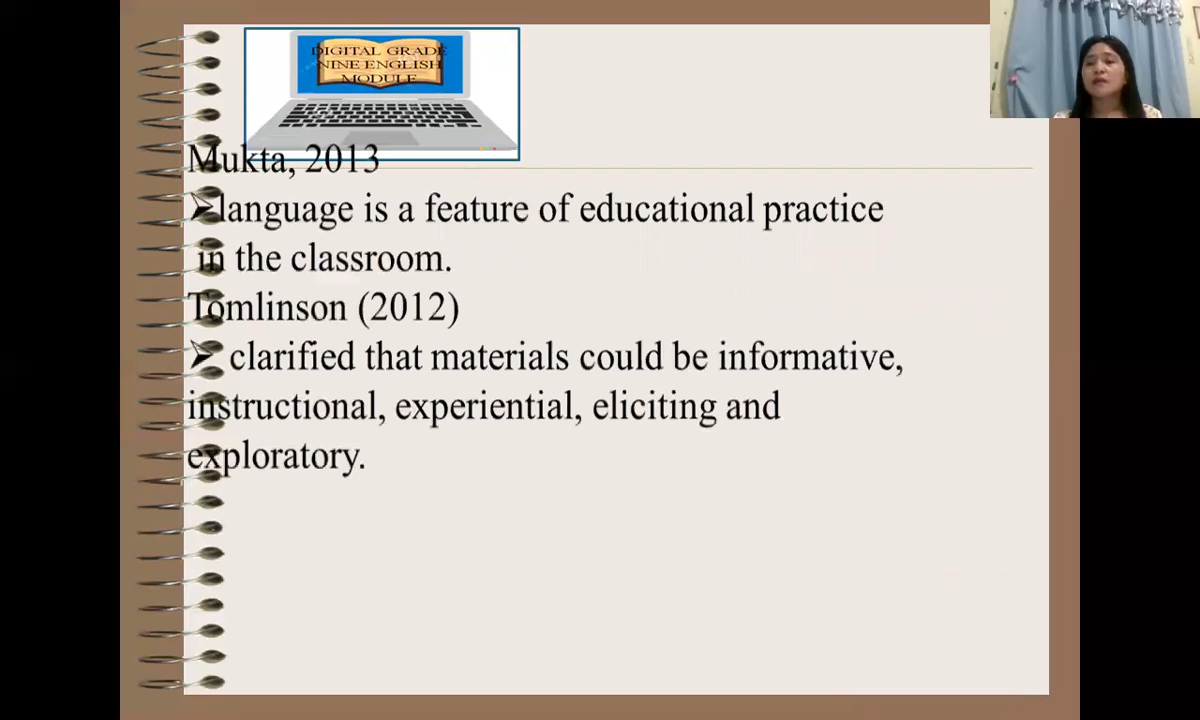 DIGITAL GRADE
NINE ENGLISH
MODULE
Mukta, 2013
➢language is a feature of educational practice
in the classroom.
Tomlinson (2012)
➢ clarified that materials could be informative,
instructional, experiential, eliciting and
exploratory.